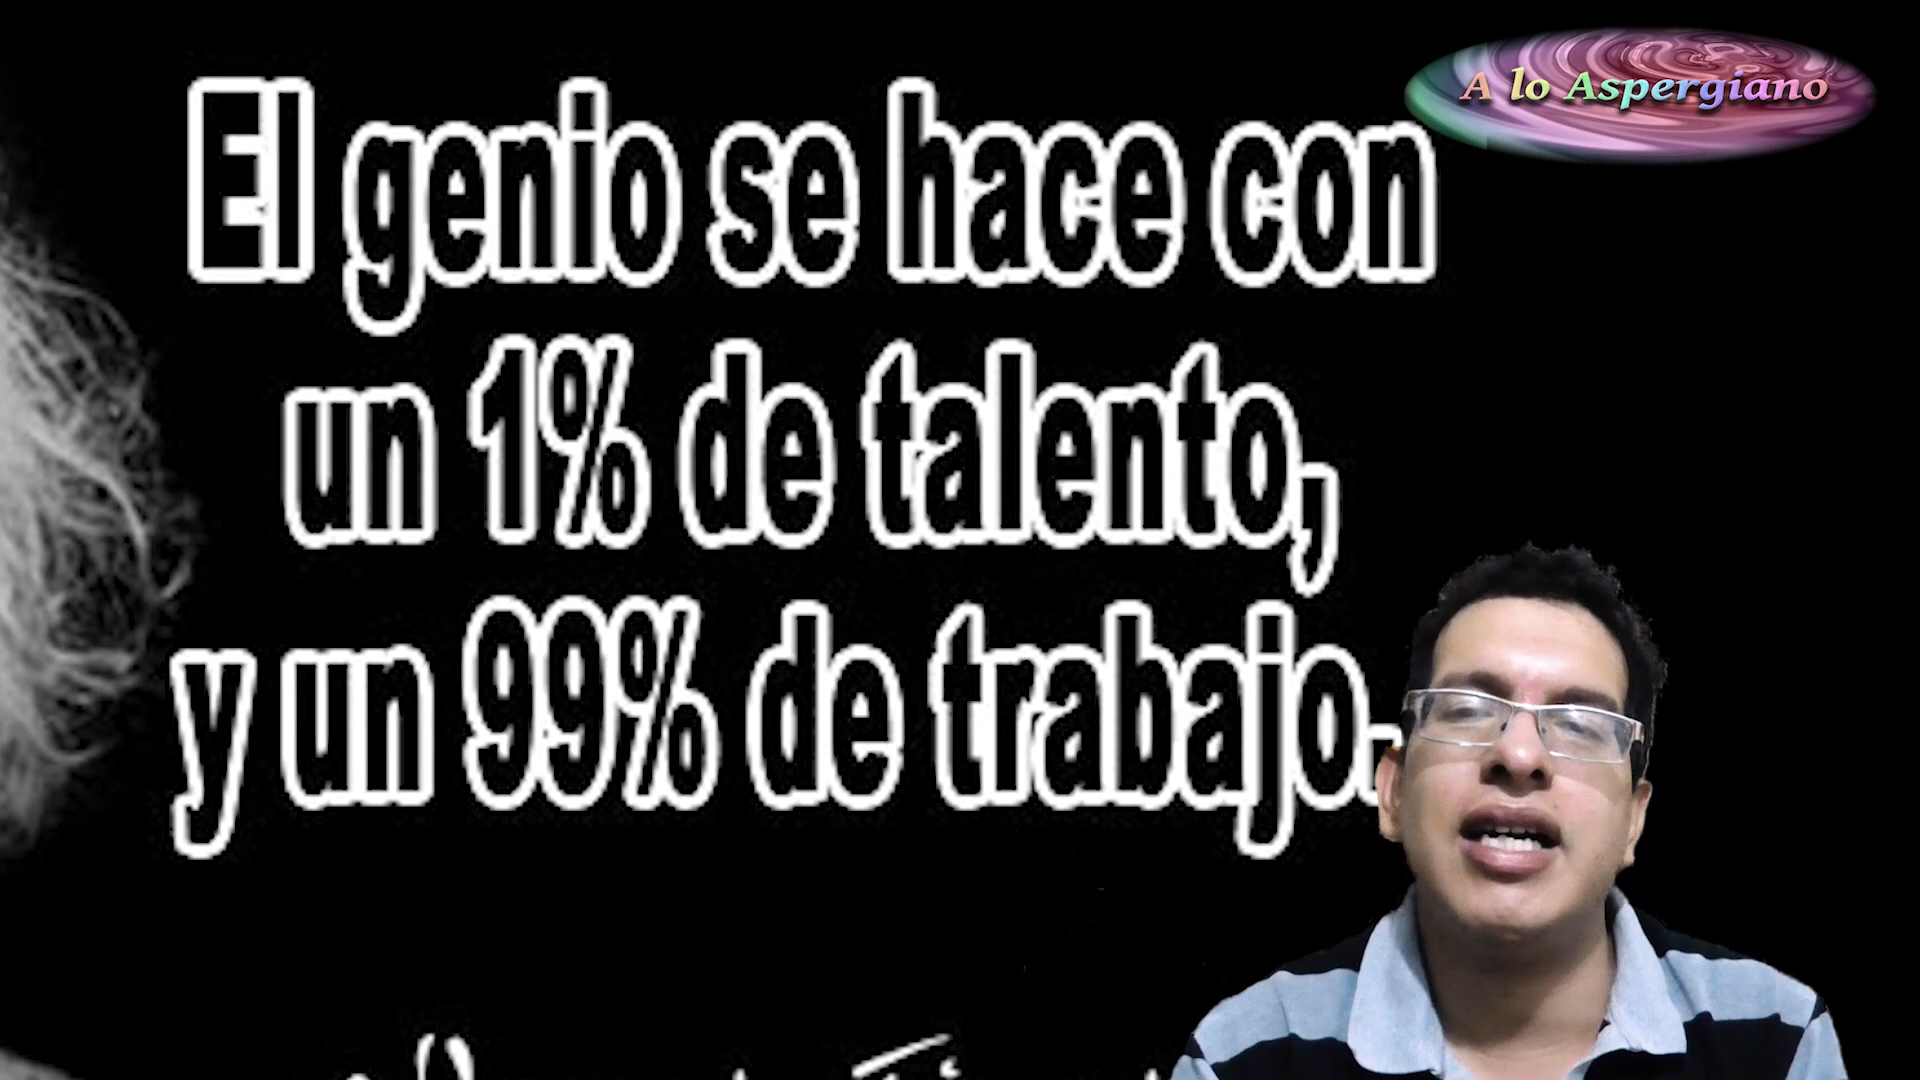 A lo Aspergiano
El genio se hace con
un 1% de talento,
y un 99% de trabajo.